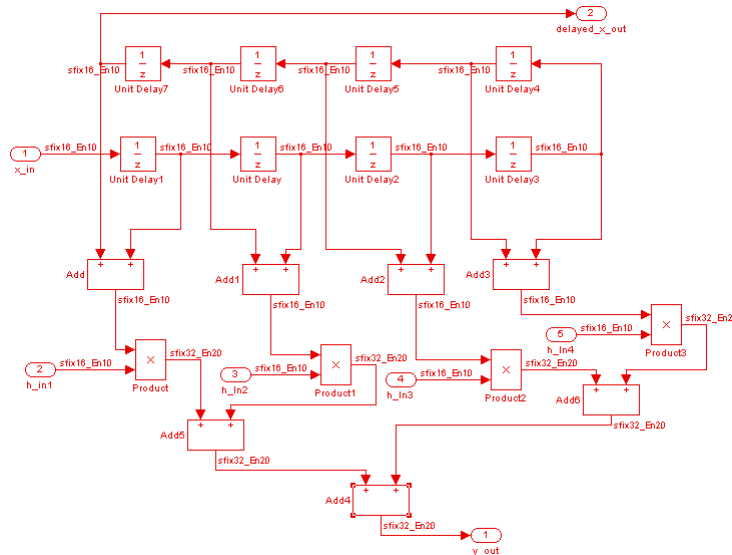 2
delayed_x_out
1
z
1
z
1
z
1
z
sfix16_En10
sfix16_En10
sfix16_En10
sfix16_En10
Unit Delay7
Unit Delay6
Unit Delay5
Unit Delay4
1
sfix16_En10
1
z
sfix16_En10
1
z
sfix16_En10
1
z
sfix16_En10
1
z
sfix16_En10
x_in
Unit Delay1
Unit Delay
Unit Delay2
Unit Delay3
Add
+ +
Add1
+ +
Add2
+ +
Add3
+ +
sfix16_En10
sfix16_En10
sfix16_En10
sfix16_En10
5
sfix16_En10
h_In4
×
sfix32_En2
Product3
2
sfix16_En10
h_in1
×
sfix32_En20
Product
3
sfix16_En10
h_In2
×
sfix32_En20
Product1
4
sfix16_En10
h_In3
×
sfix32_En20
Product2
+ +
Add6
sfix32_En20
+ +
Add5
sfix32_En20
+ +
Add4
sfix32_En20
1
y_out